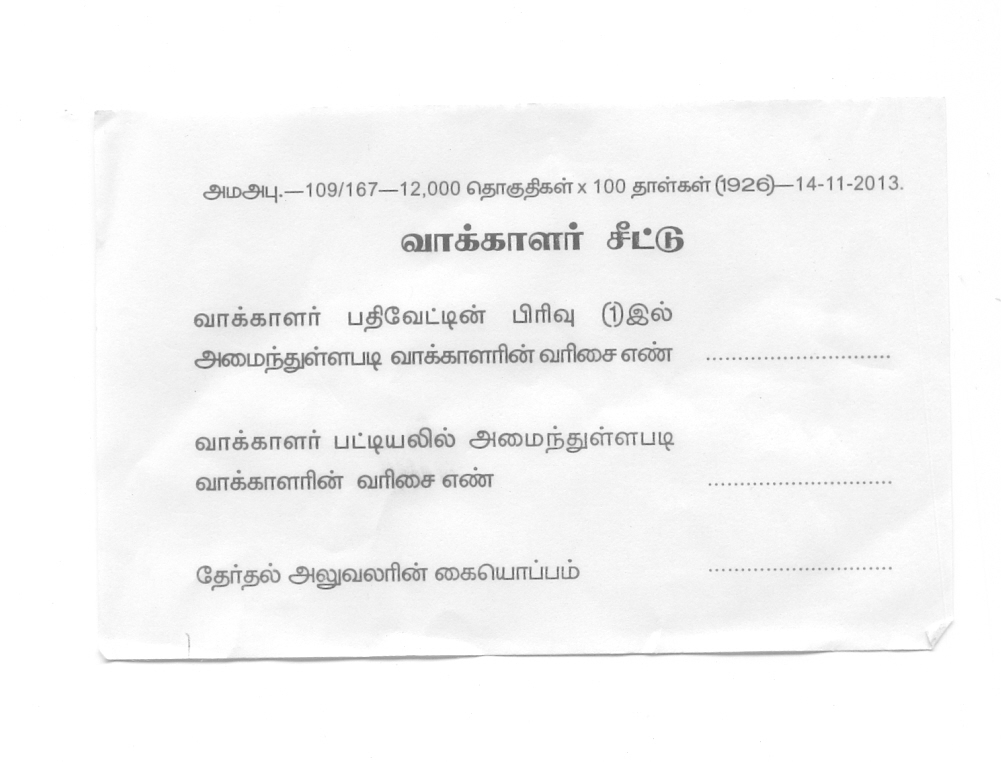 அமஅபு.—109/167—12,000 தொகுதிகள் x 100 தாள்கள் (1926)—14-11-2013.
வாக்காளர் சீட்டு
வாக்காளர் பதிவேட்டின் பிரிவு (1)இல்
அமைந்துள்ளபடி வாக்காளரின் வரிசை எண் ..............................
வாக்காளர் பட்டியலில் அமைந்துள்ளபடி
வாக்காளரின் வரிசை எண் ..............................
தேர்தல் அலுவலரின் கையொப்பம் ..............................